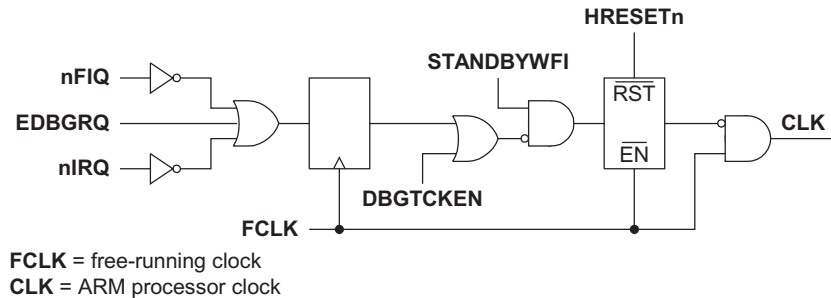 HRESETn
STANDBYWFI
nFIQ
RST
EDBGRQ
CLK
nIRQ
EN
DBGTCKEN
FCLK
FCLK = free-running clock
CLK = ARM processor clock